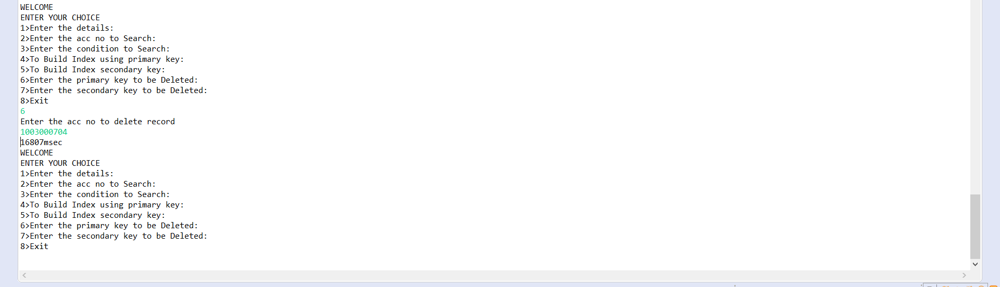 WELCOME
ENTER YOUR CHOICE
1>Enter the details:
2>Enter the acc no to Search:
3>Enter the condition to Search:
4>To Build Index using primary key:
5>To Build Index secondary key:
6>Enter the primary key to be Deleted:
7>Enter the secondary key to be Deleted:
8>Exit
6
Enter the acc no to delete record
1003000704
16807msec
WELCOME
ENTER YOUR CHOICE
1>Enter the details:
2>Enter the acc no to Search:
3>Enter the condition to Search:
4>To Build Index using primary key:
5>To Build Index secondary key:
6>Enter the primary key to be Deleted:
7>Enter the secondary key to be Deleted:
8>Exit